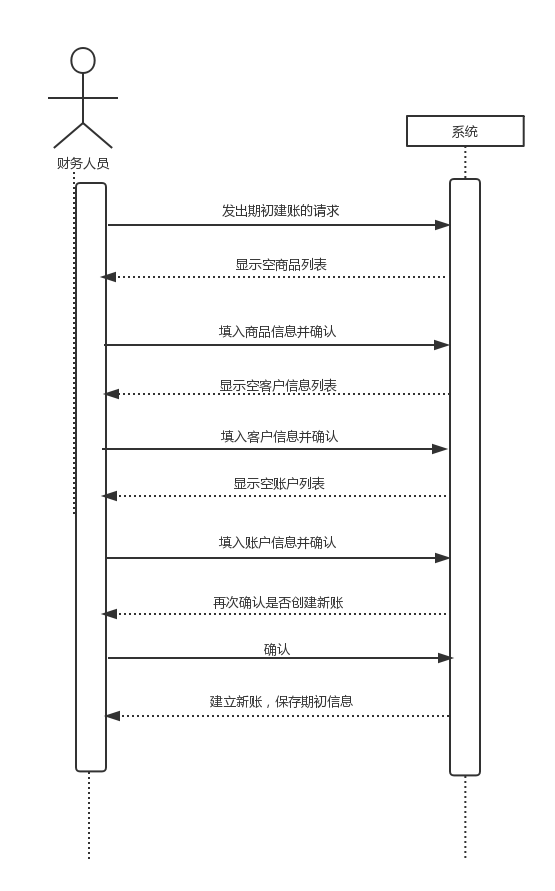 系统
财务人员
发出期初建账的请求
显示空商品列表
填入商品信息并确认
显示空客户信息列表
填入客户信息并确认
显示空账户列表
填入账户信息并确认
再次确认是否创建新账
确认
建立新账，保存期初信息